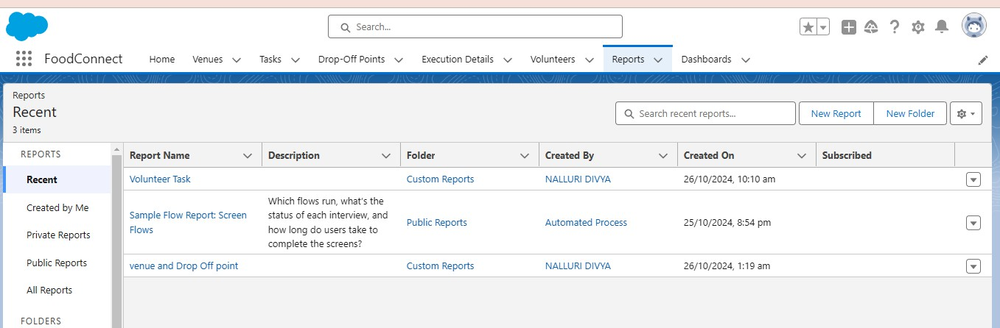 Search...
FoodConnect Home Venues Tasks Drop-Off Points Execution Details Volunteers Reports Dashboards
Reports
Recent
3 items
Search recent reports...
New Report
New Folder
REPORTS
Recent
Created by Me
Private Reports
Public Reports
All Reports
FOLDERS
Report Name Description Folder Created By Created On Subscribed
Volunteer Task Custom Reports NALLURI DIVYA 26/10/2024, 10:10 am
Sample Flow Report: Screen
Flows
Which flows run, what's the
status of each interview, and
how long do users take to
complete the screens?
Public Reports Automated Process 25/10/2024, 8:54 pm
venue and Drop Off point Custom Reports NALLURI DIVYA 26/10/2024, 1:19 am